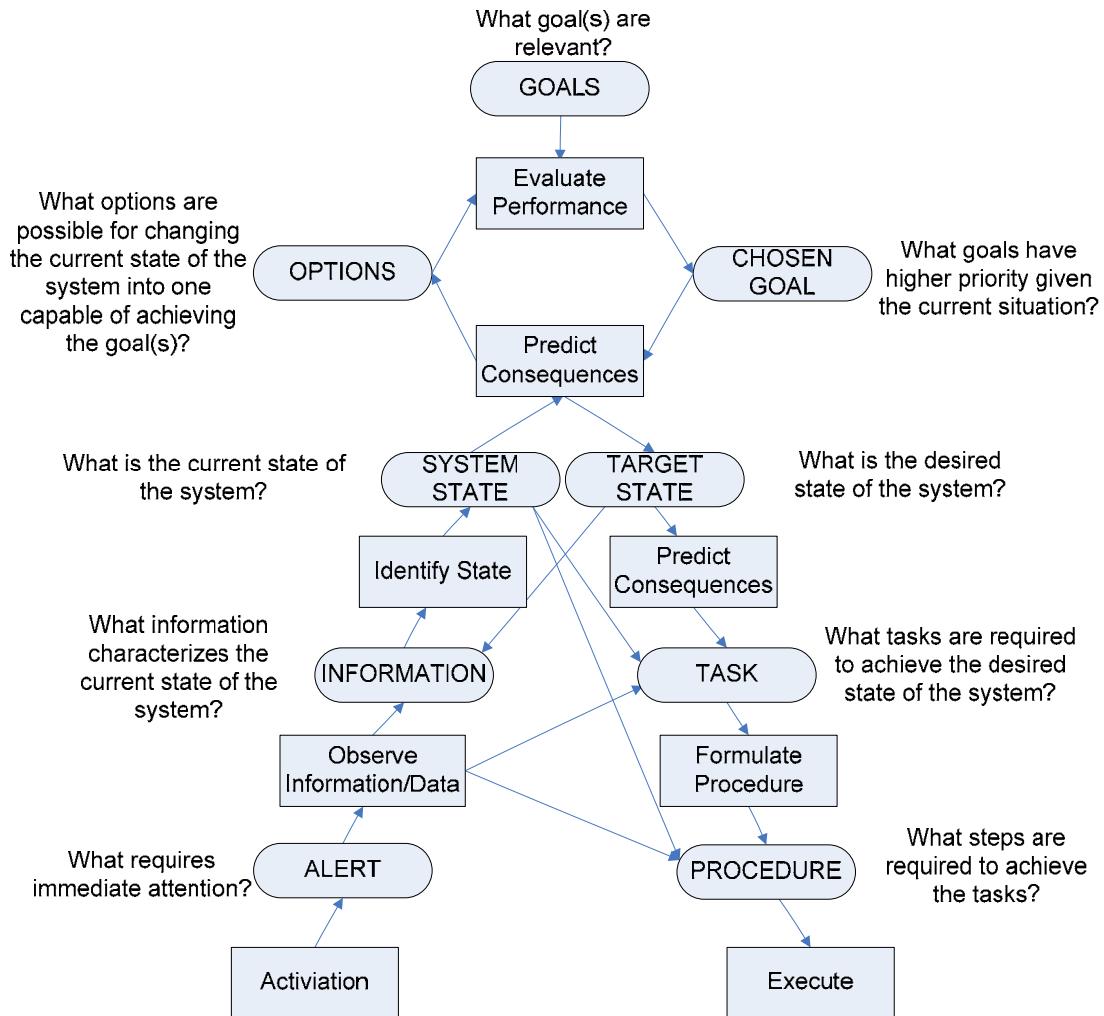 What goal(s) are
relevant?
GOALS
Evaluate
Performance
What options are
possible for changing
the current state of the
system into one
capable of achieving
the goal(s)?
OPTIONS
CHOSEN
GOAL
What goals have
higher priority given
the current situation?
Predict
Consequences
What is the current state of
the system?
SYSTEM
STATE
TARGET
STATE
What is the desired
state of the system?
Identify State
Predict
Consequences
What information
characterizes the
current state of the
system?
INFORMATION
TASK
What tasks are required
to achieve the desired
state of the system?
Observe
Information/Data
Formulate
Procedure
What requires
immediate attention?
ALERT
PROCEDURE
What steps are
required to achieve
the tasks?
Activiation
Execute